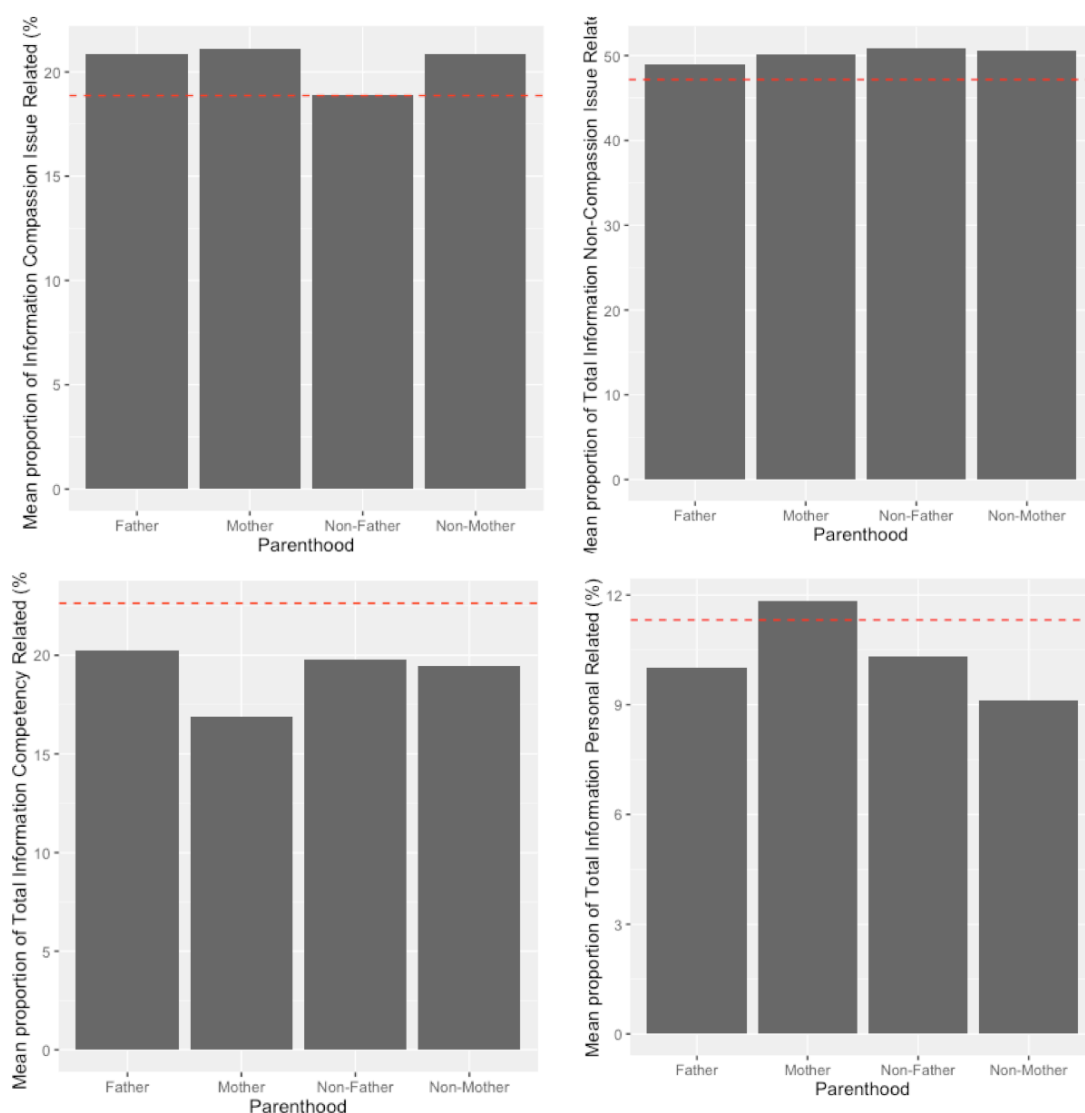 Mean proportion of Information Compassion Issue Related (%
20
15
10
5
0
Father Mother Non-Father Non-Mother
Parenthood
Mean proportion of Total Information Non-Compassion Issue Relate
50
40
30
20
10
0
Father Mother Non-Father Non-Mother
Parenthood
Mean proportion of Total Information Competency Related (%
20
15
10
5
0
Father Mother Non-Father Non-Mother
Parenthood
Mean proportion of Total Information Personal Related (%)
12
9
6
3
0
Father Mother Non-Father Non-Mother
Parenthood